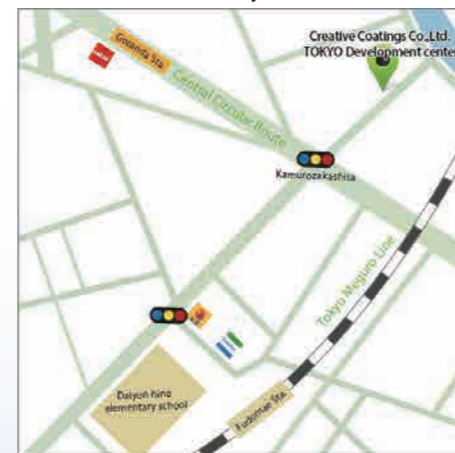 Creative Coatings Co.,Ltd.
TOKYO Development center
Gotanda Sta.
Central Circular Route
Kamurozakashita
Tokyo Meguro Line
Daiyon hino
elementary school
Fudomae Sta.